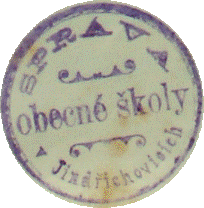 SPRÁVA
obecné školy
v Jindřichovicích